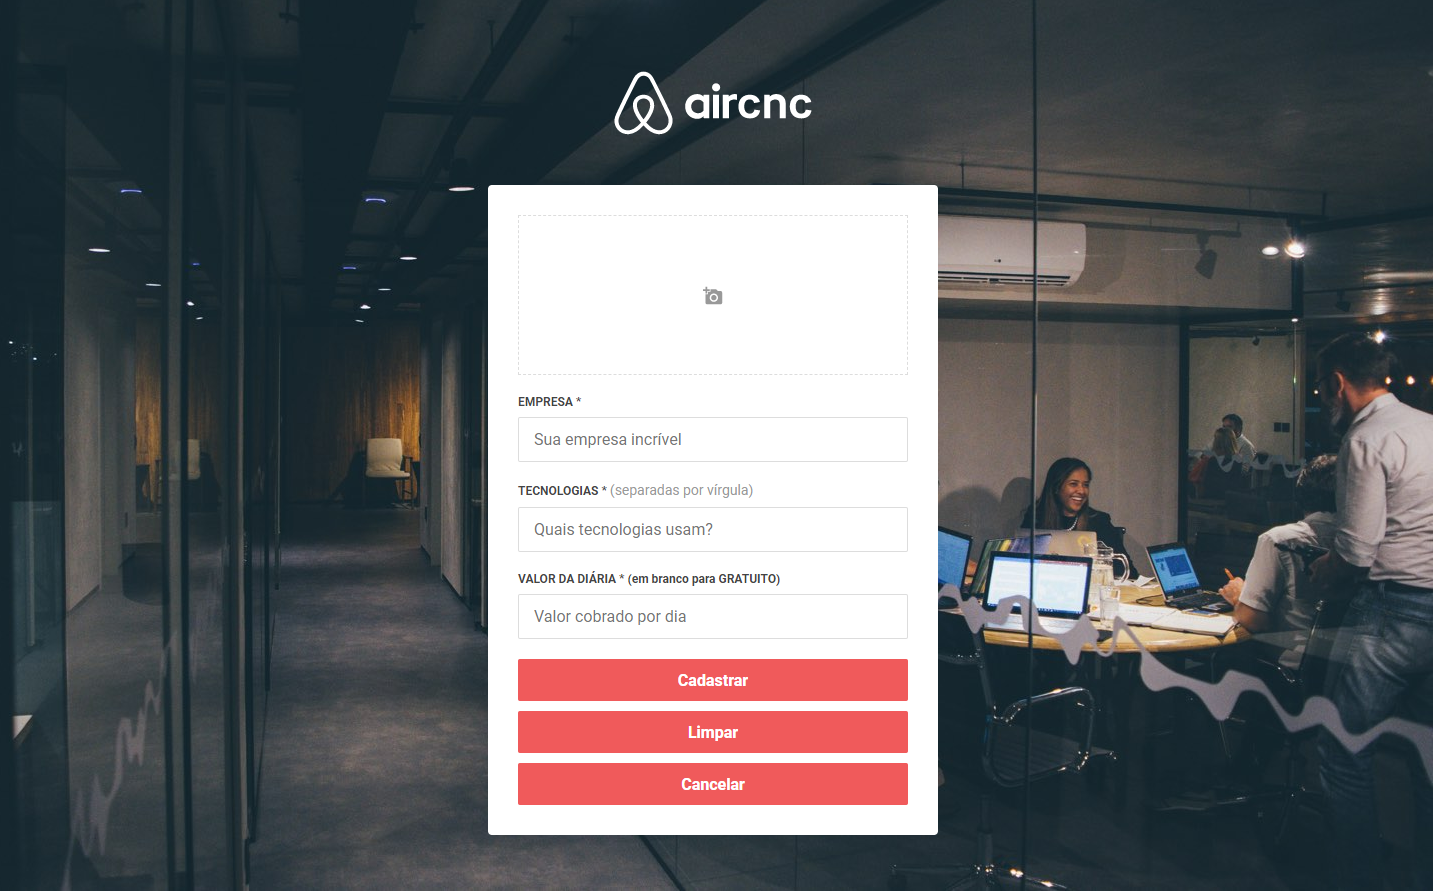 aircnc
EMPRESA *
Sua empresa incrível
TECNOLOGIAS * (separadas por vírgula)
Quais tecnologias usam?
VALOR DA DIÁRIA * (em branco para GRATUITO)
Valor cobrado por dia
Cadastrar
Limpar
Cancelar